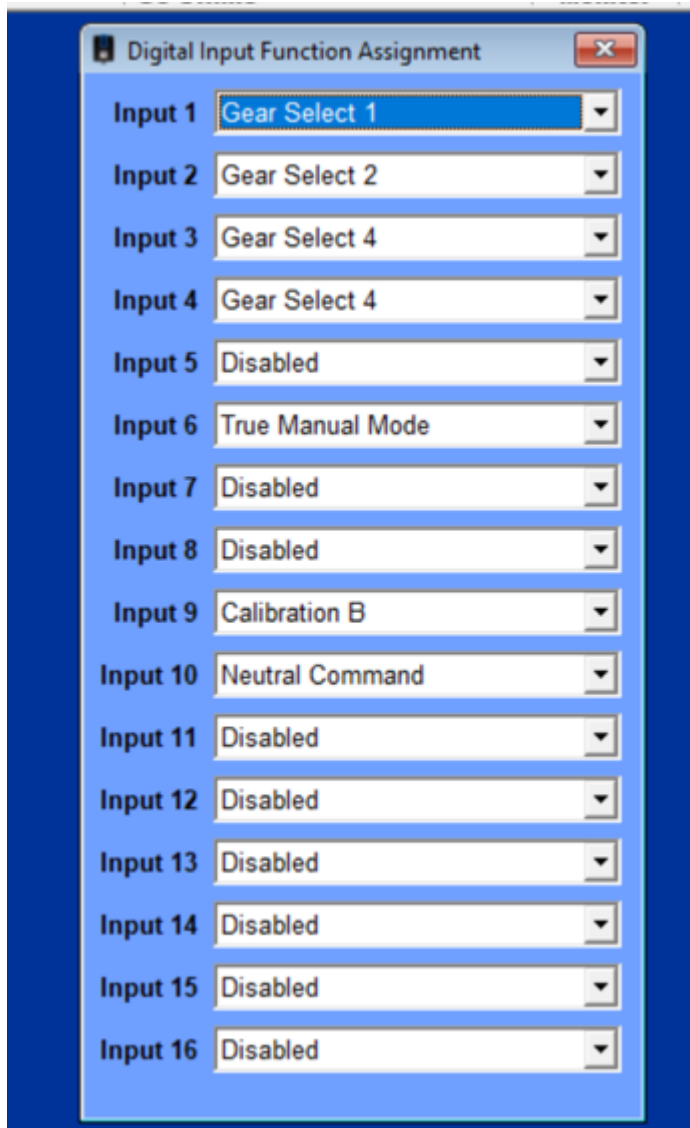 Digital Input Function Assignment
Input 1 Gear Select 1
Input 2 Gear Select 2
Input 3 Gear Select 4
Input 4 Gear Select 4
Input 5 Disabled
Input 6 True Manual Mode
Input 7 Disabled
Input 8 Disabled
Input 9 Calibration B
Input 10 Neutral Command
Input 11 Disabled
Input 12 Disabled
Input 13 Disabled
Input 14 Disabled
Input 15 Disabled
Input 16 Disabled